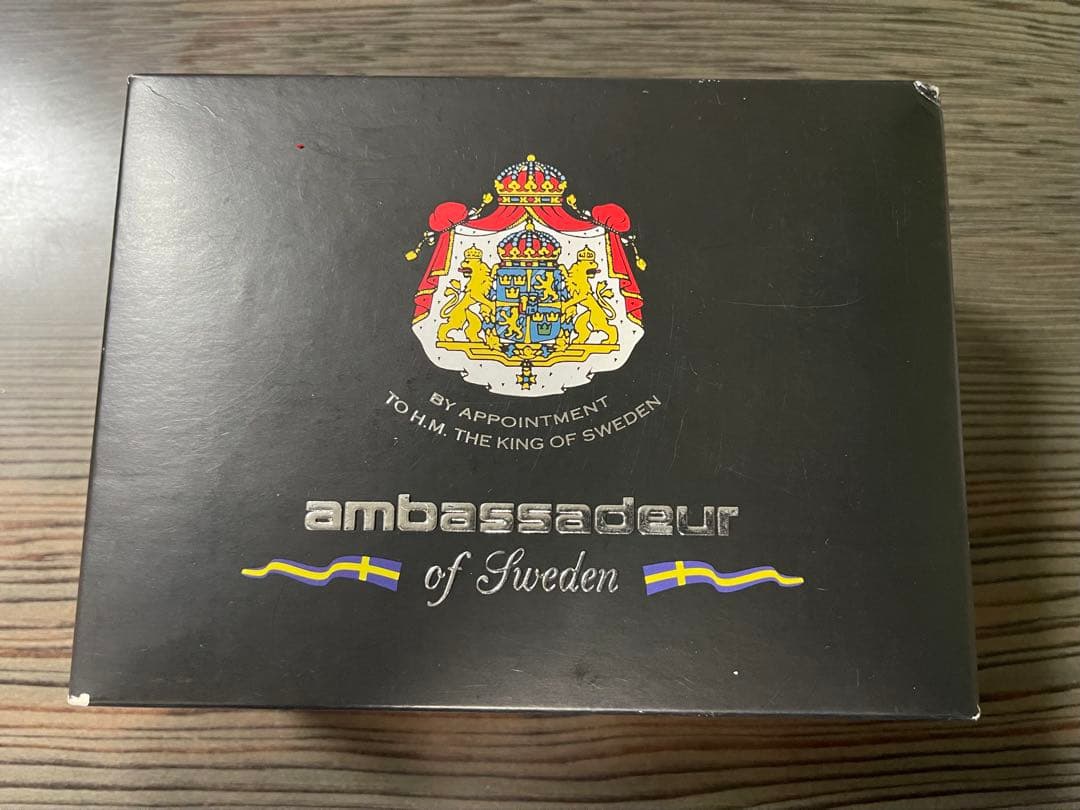 BY APPOINTMENT
TO H.M. THE KING OF SWEDEN
ambassadeur
of Sweden